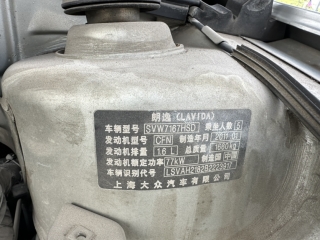 朗逸 (LAVIDA)
车辆型号 SVW7167HSD 乘坐人数 5
发动机型号 CFN 制造年月 2011
发动机排量 1.6 L 总质量 1680kg
发动机额定功率 77kW 制造国 中国
车辆识别代号
上海大众汽车有限公司